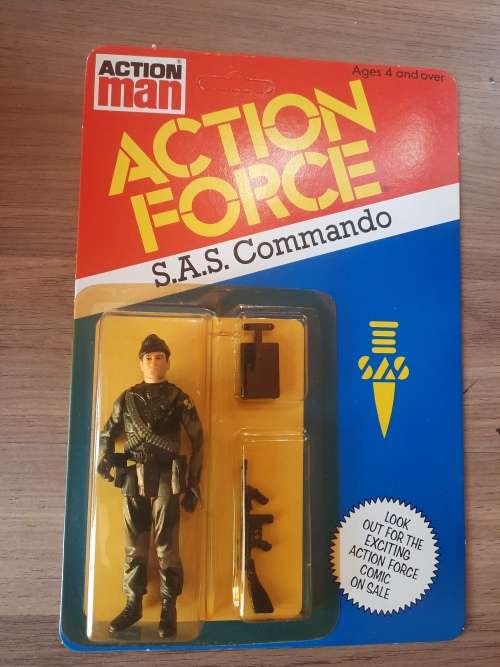 ACTION
man
Ages 4 and over
ACTION
FORCE
S.A.S. Commando
SAS
LOOK
OUT FOR THE
EXCITING
ACTION FORCE
COMIC
ON SALE